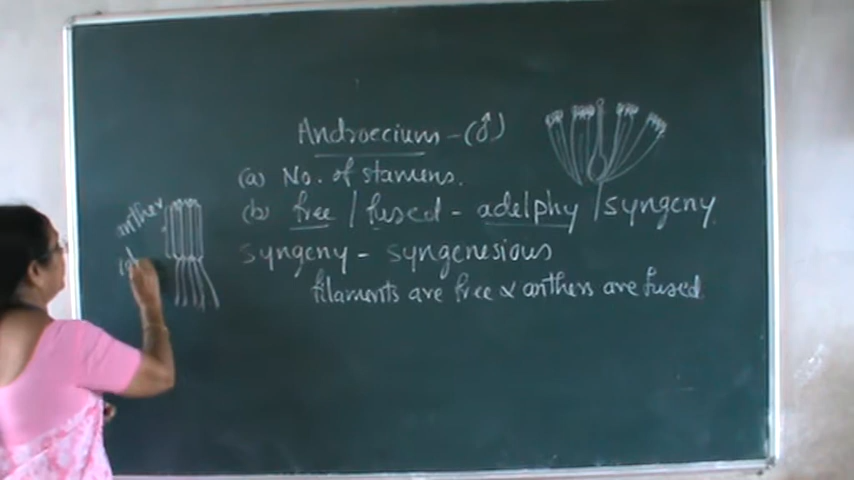 Androecium - (♂)
(a) No. of stamens.
(b) free / fused - adelphy / syngeny
anther
syngeny - syngenesious
filaments are free & anthers are fused